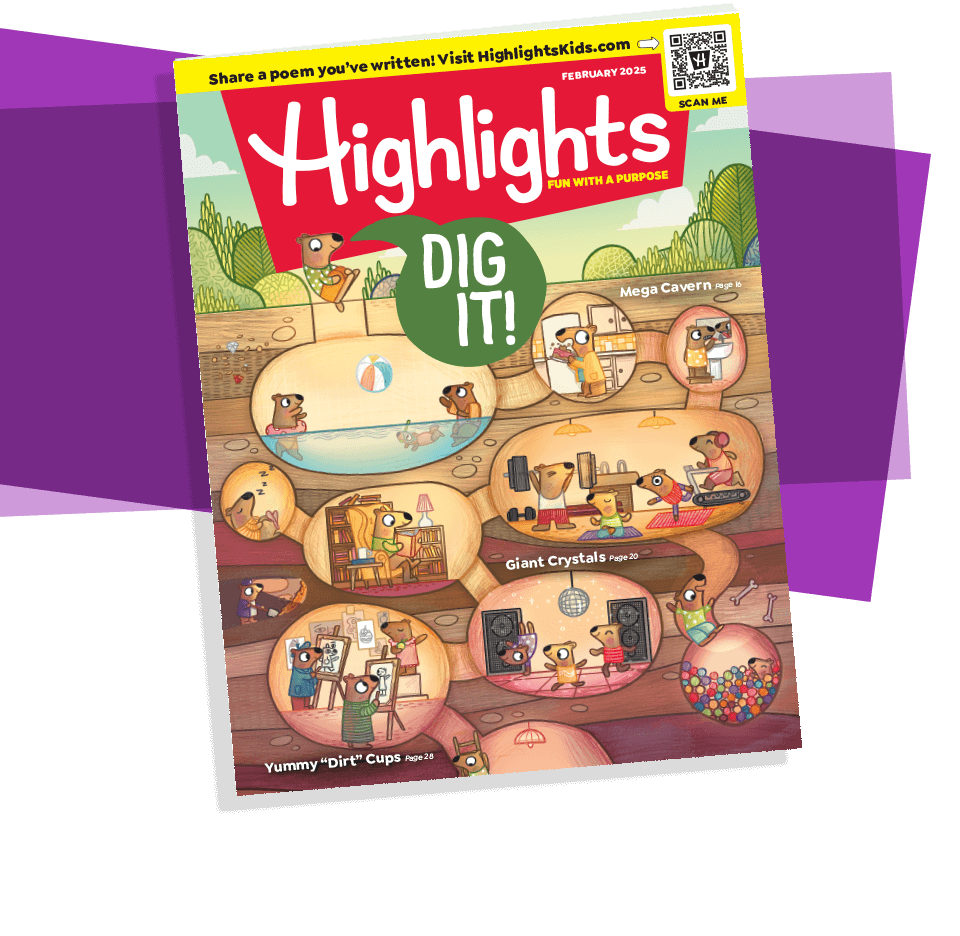 Share a poem you've written! Visit HighlightsKids.com
SCAN ME
FEBRUARY 2025
Highlights
FUN WITH A PURPOSE
DIG
IT!
Mega Cavern Page 16
z z z
Giant Crystals Page 20
Yummy “Dirt” Cups Page 28